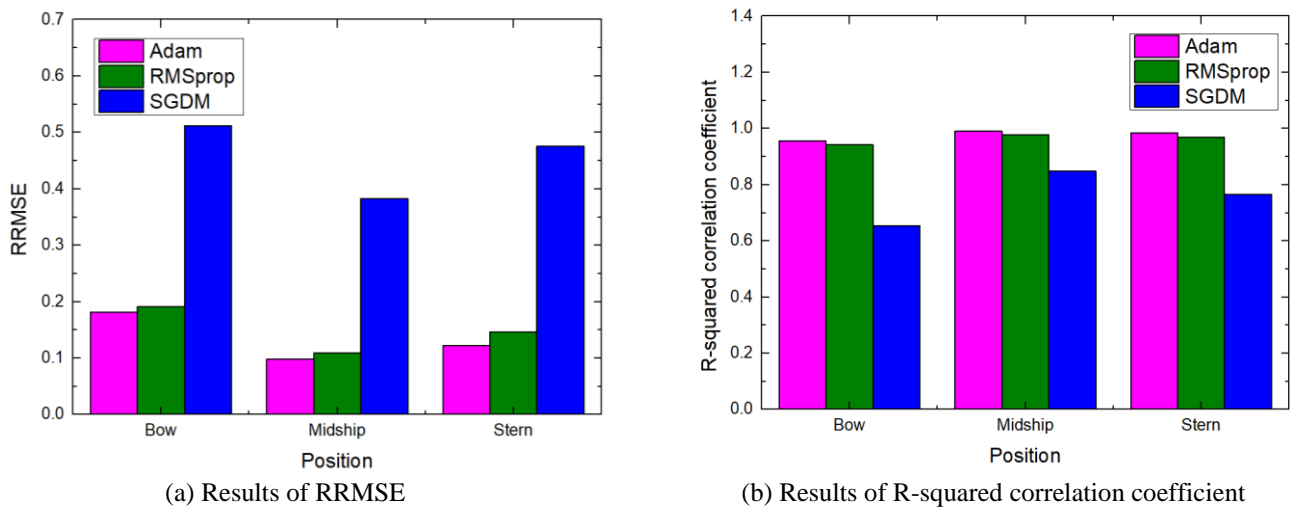 0.7
0.6
0.5
0.4
0.3
0.2
0.1
0.0
RRMSE
Adam
RMSprop
SGDM
Bow Midship Stern
Position
(a) Results of RRMSE
1.4
1.2
1.0
0.8
0.6
0.4
0.2
0.0
R-squared correlation coefficient
Adam
RMSprop
SGDM
Bow Midship Stern
Position
(b) Results of R-squared correlation coefficient